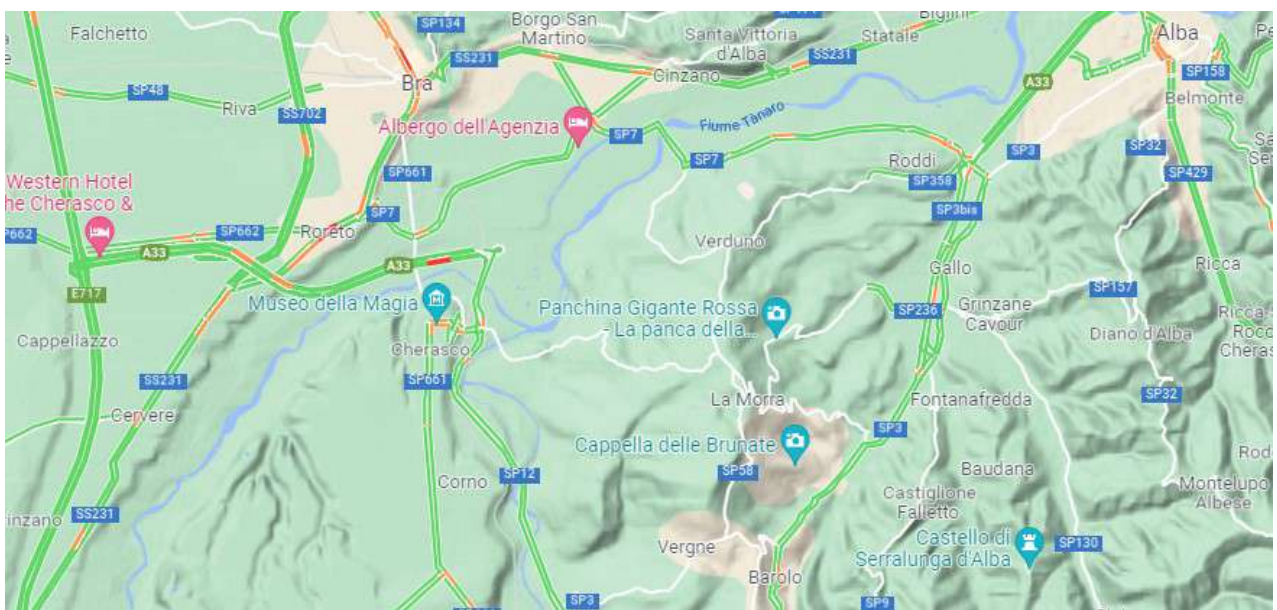 SP134
Borgo San
Martino
Santa Vittoria
d'Alba
Statale
Alba
Falchetto
SS231
SS231
Cinzano
Bra
A33
SP158
Belmonte
SP48
Riva
SS702
Albergo dell'Agenzia
Fiume Tànaro
SP7
SP7
SP3
SP32
Roddi
SP358
SP429
SP661
Western Hotel
SP7
SP3bis
SP662
Roreto
Verduno
A33
A33
Gallo
Ricca
E717
Museo della Magia
Panchina Gigante Rossa
- La panca della...
SP236
Grinzane
Cavour
SP157
Diano d'Alba
Cappellazzo
Cherasco
SP661
SS231
La Morra
Fontanafredda
SP32
Cervere
SP3
Cappella delle Brunate
SP58
Baudana
Corno
SP12
Castiglione
Falletto
Montelupo
Albese
SS231
Castello di
Serralunga d'Alba
SP130
Vergne
Barolo
SP3
SP9